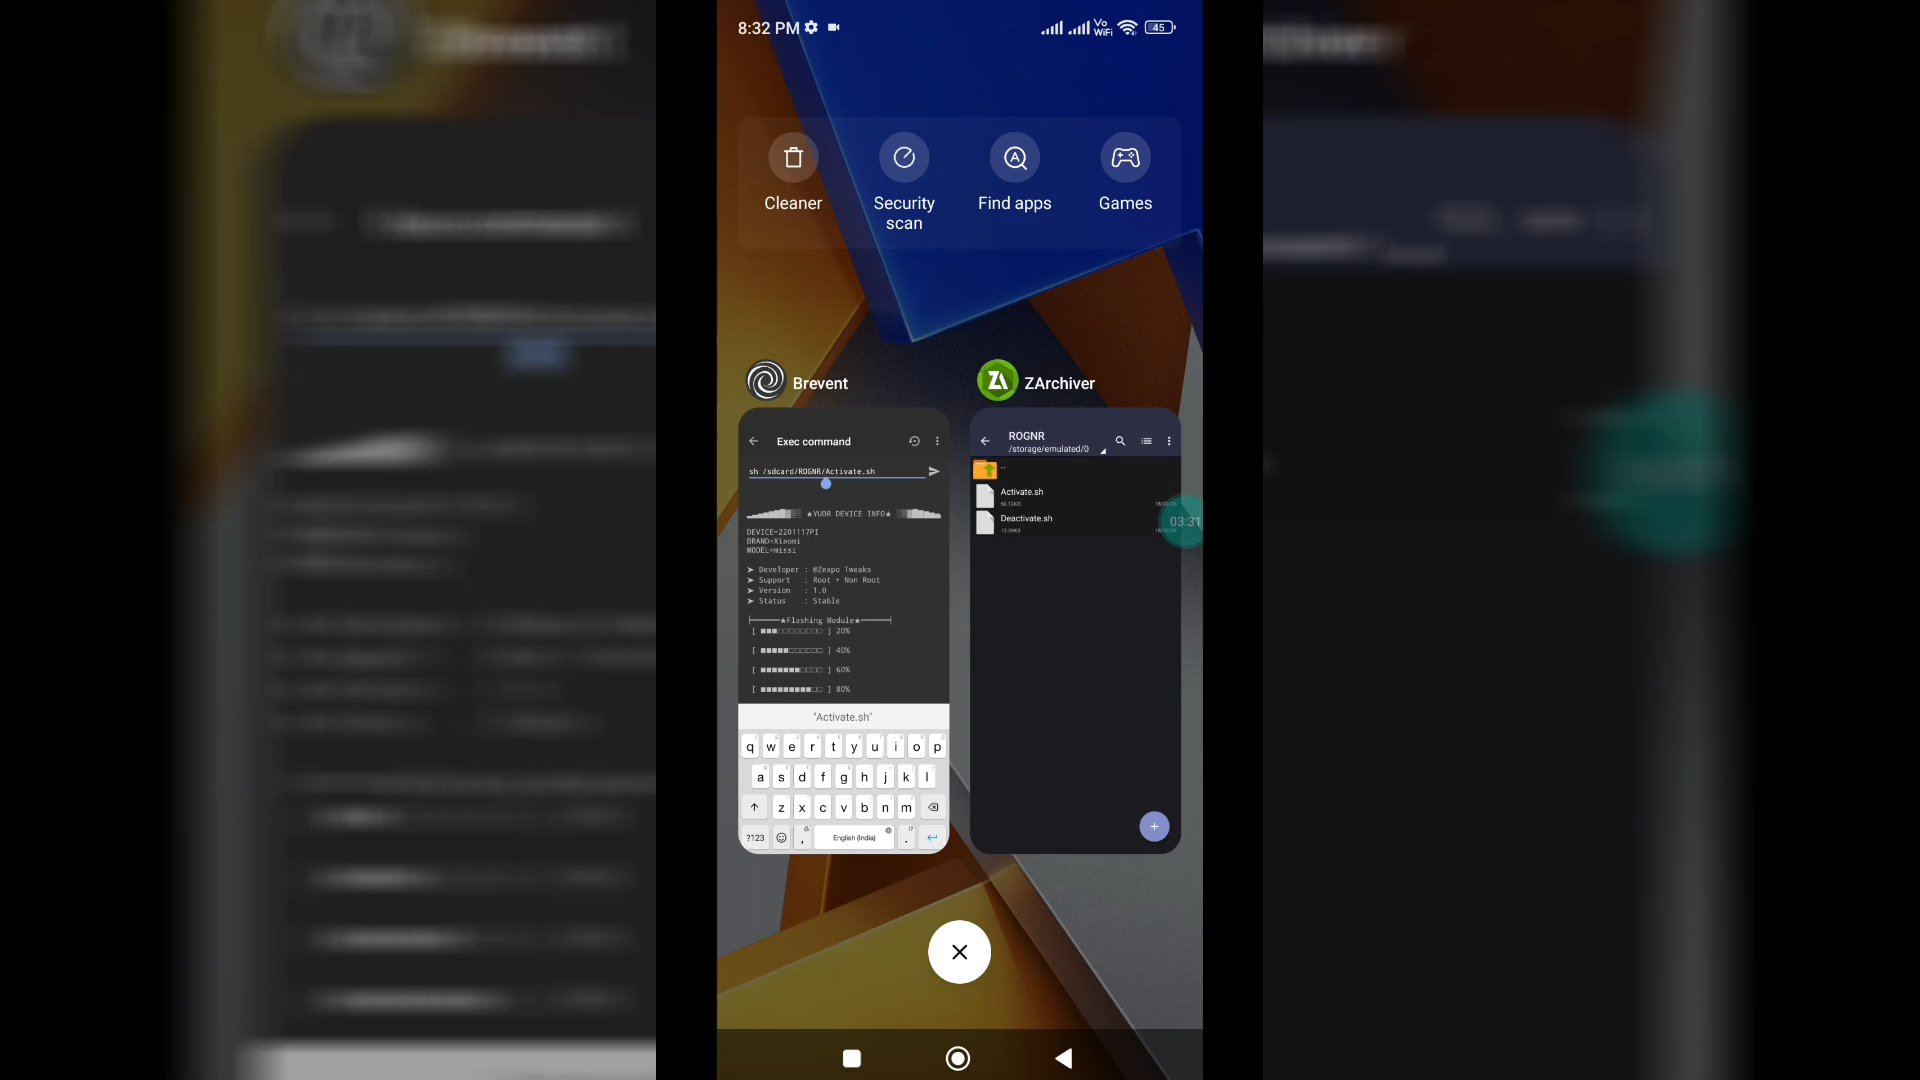 8:32 PM
Vo WiFi
45
Cleaner
Security scan
Find apps
Games
Brevent
ZArchiver
Exec command
sh /sdcard/ROGNR/Activate.sh
★YUOR DEVICE INFO★
DEVICE=2201117PI
BRAND=Xiaomi
MODEL=missi
➤ Developer : @Zexpo Tweaks
➤ Support : Root + Non Root
➤ Version : 1.0
➤ Status : Stable
★Flashing Module★
[ ■■■□□□□□□□□ ] 20%
[ ■■■■■□□□□□□ ] 40%
[ ■■■■■■■□□□□ ] 60%
[ ■■■■■■■■■□□ ] 80%
"Activate.sh"
q w e r t y u i o p
a s d f g h j k l
z x c v b n m
?123
,
English (India)
.
ROGNR
/storage/emulated/0
..
Activate.sh
Deactivate.sh
03:31